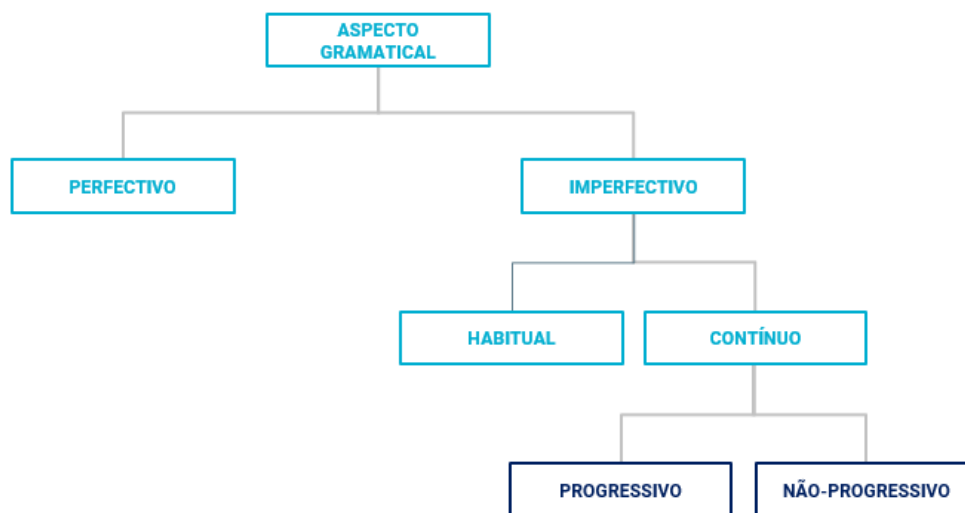 ASPECTO
GRAMATICAL
PERFECTIVO
IMPERFECTIVO
HABITUAL
CONTÍNUO
PROGRESSIVO
NÃO-PROGRESSIVO